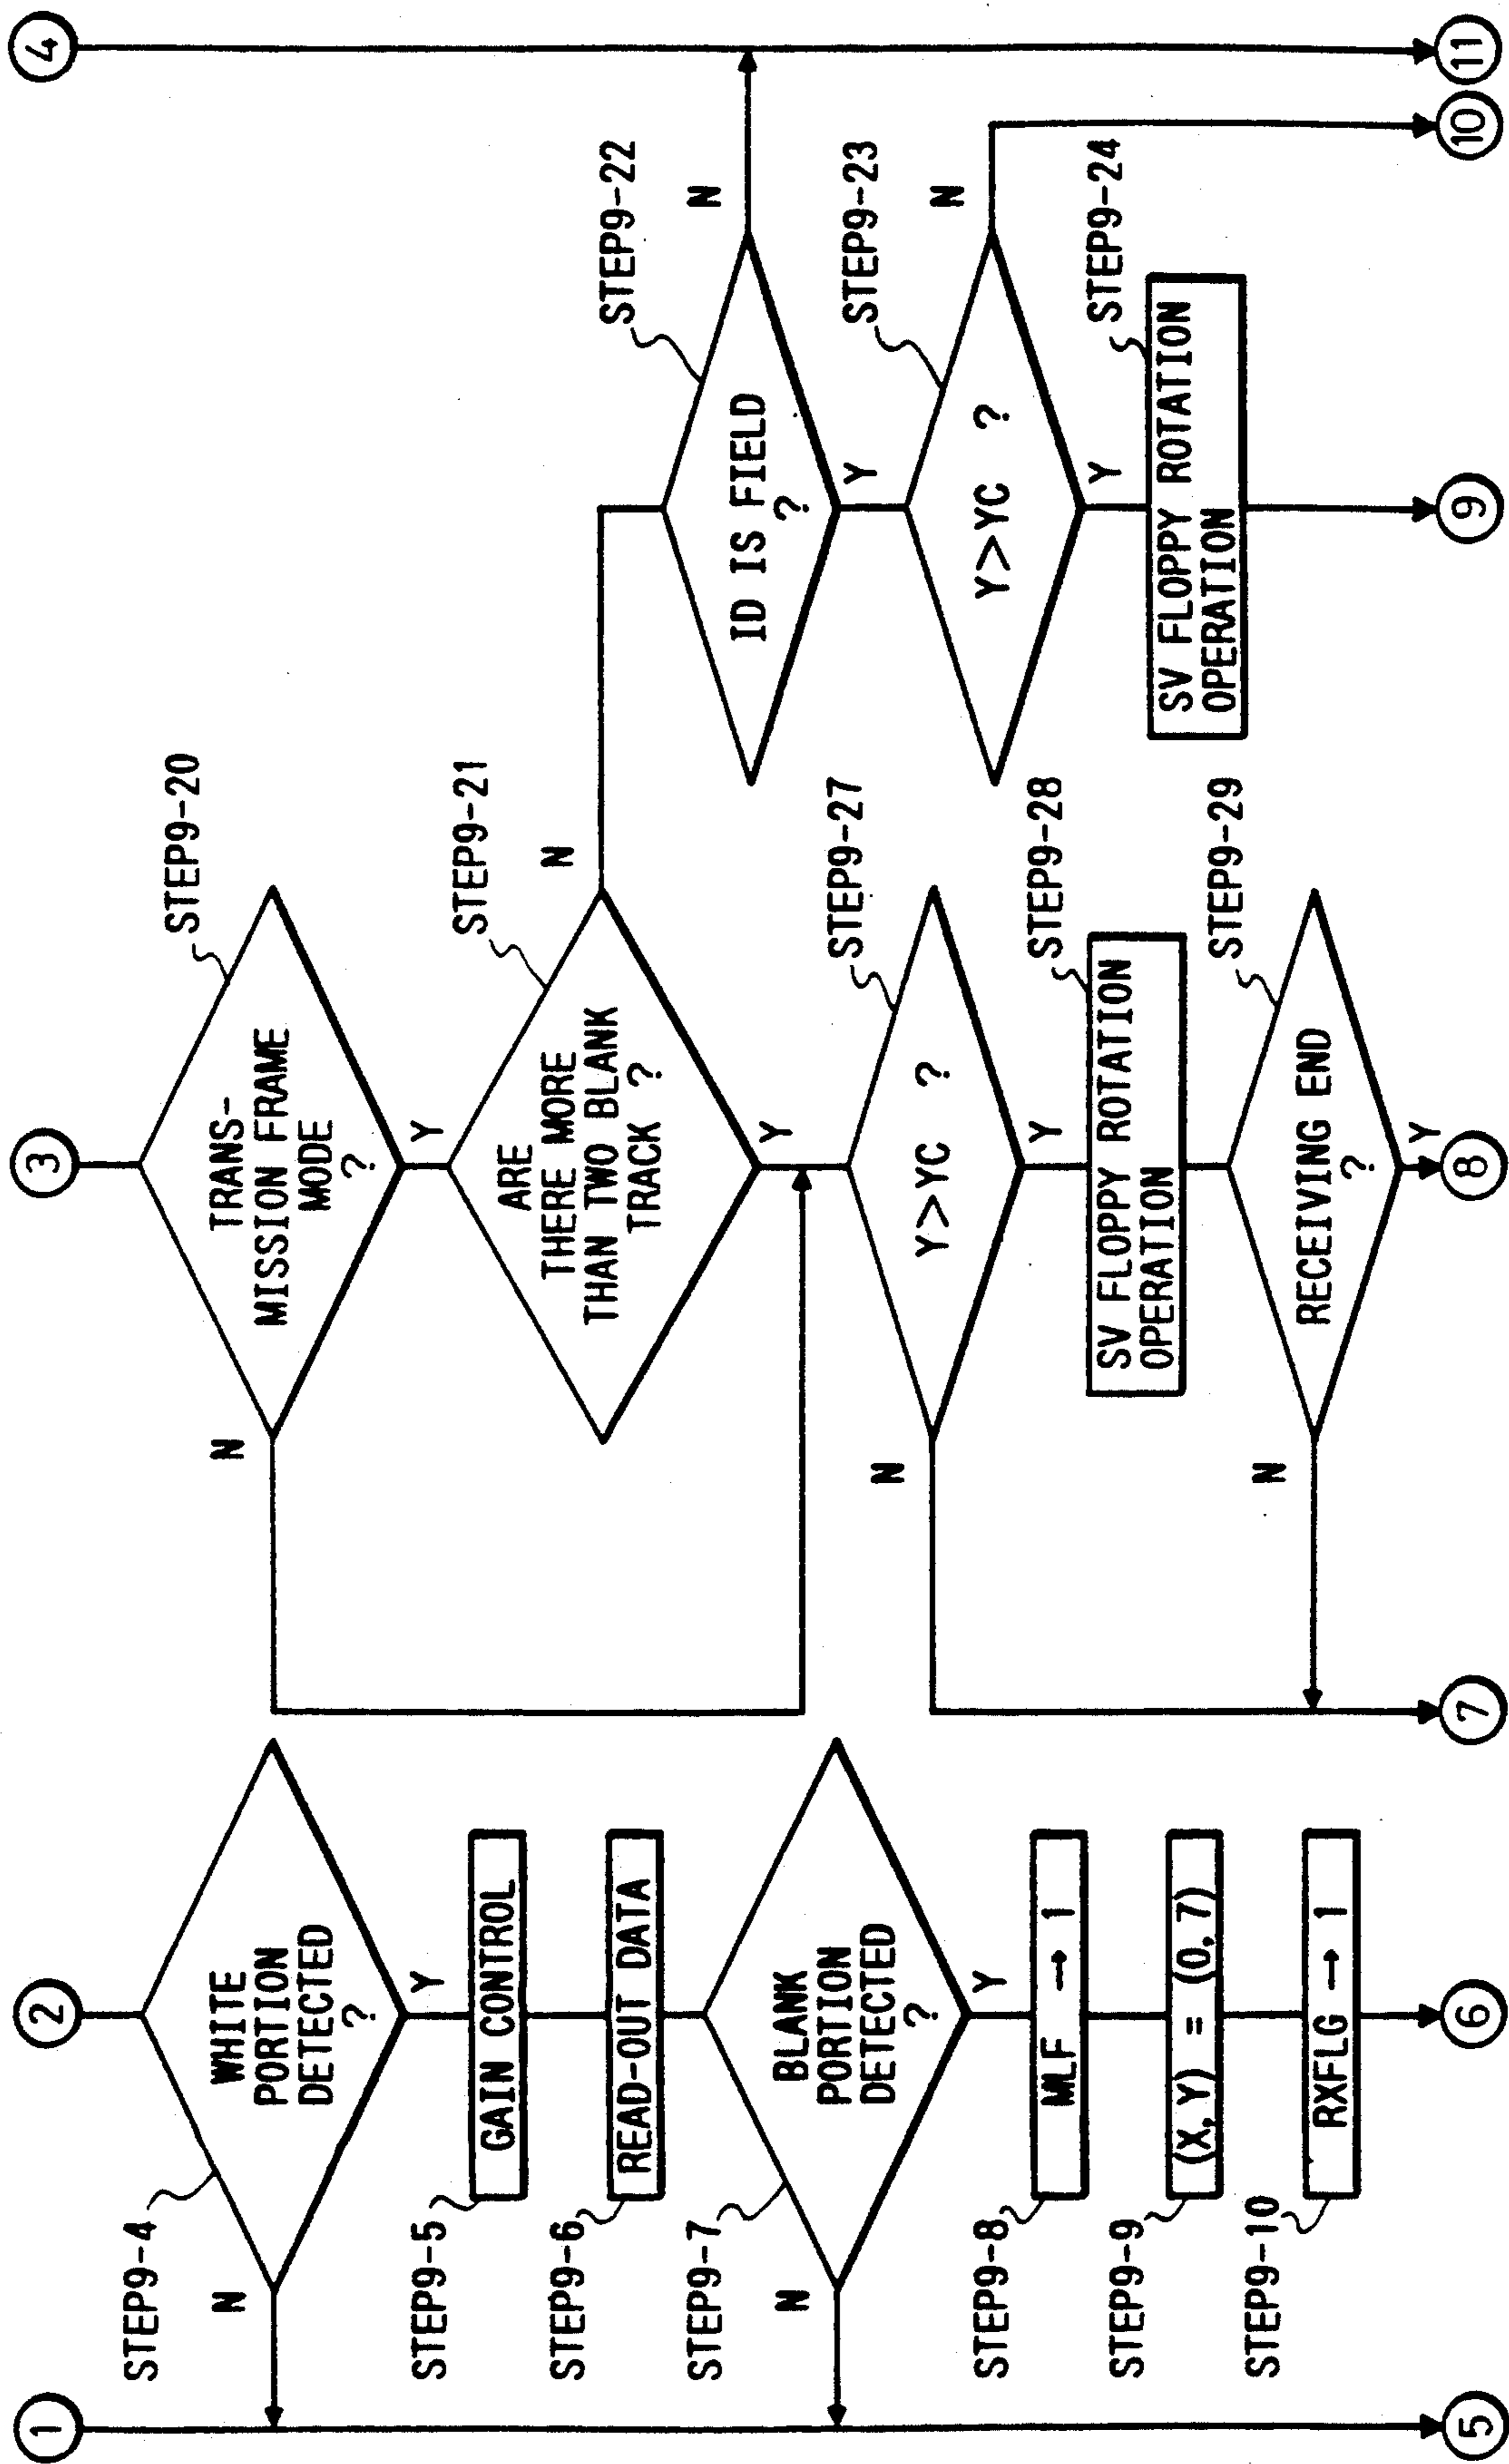 1
2
STEP9-4
WHITE
PORTION
DETECTED
?
N
Y
STEP9-5
GAIN CONTROL
STEP9-6
READ-OUT DATA
STEP9-7
BLANK
PORTION
DETECTED
?
N
Y
STEP9-8
MLF → 1
STEP9-9
(X,Y) = (0,7)
STEP9-10
RXFLG → 1
5
6
3
STEP9-20
TRANS-
MISSION FRAME
MODE
?
N
Y
STEP9-21
ARE
THERE MORE
THAN TWO BLANK
TRACK ?
N
Y
STEP9-27
Y>YC ?
N
Y
STEP9-28
SV FLOPPY ROTATION
OPERATION
STEP9-29
RECEIVING END
?
N
Y
7
8
4
STEP9-22
ID IS FIELD
?
N
Y
STEP9-23
Y>YC ?
N
Y
STEP9-24
SV FLOPPY ROTATION
OPERATION
9
10
11